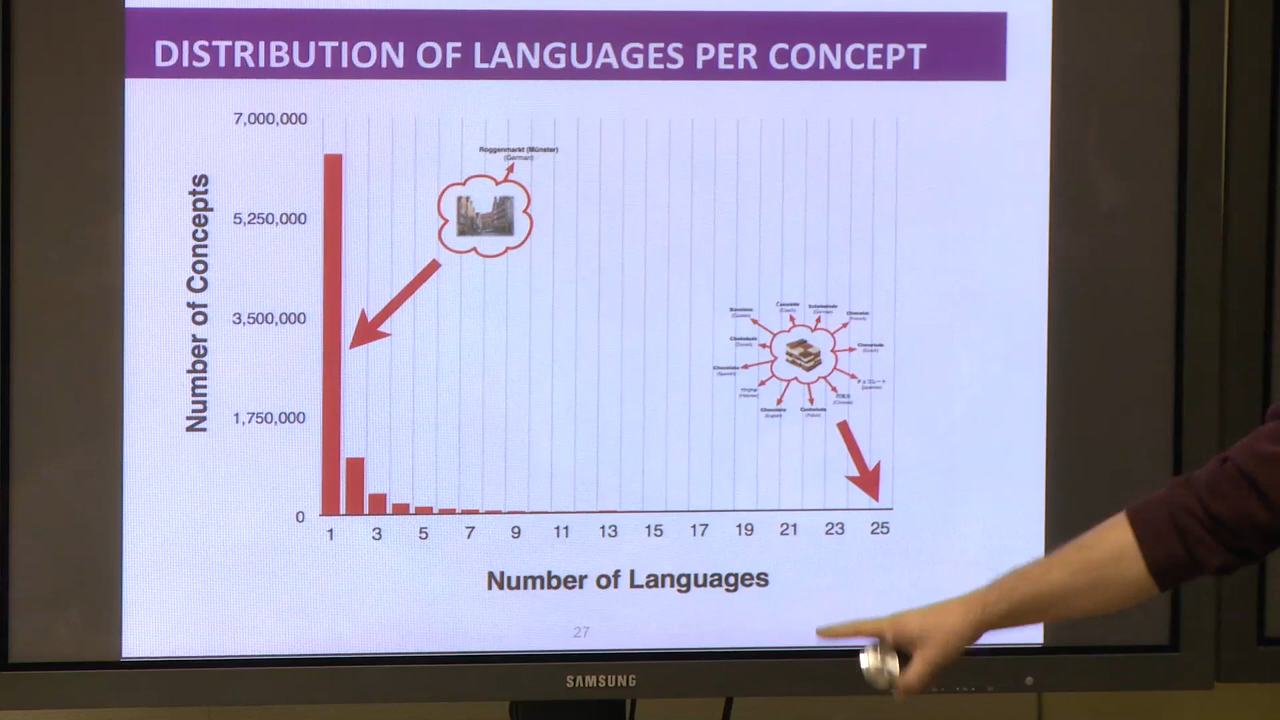 DISTRIBUTION OF LANGUAGES PER CONCEPT
7,000,000
5,250,000
3,500,000
1,750,000
0
Number of Concepts
Roggenmarkt (Münster)
(German)
Chocolate
1 3 5 7 9 11 13 15 17 19 21 23 25
Number of Languages
27
SAMSUNG